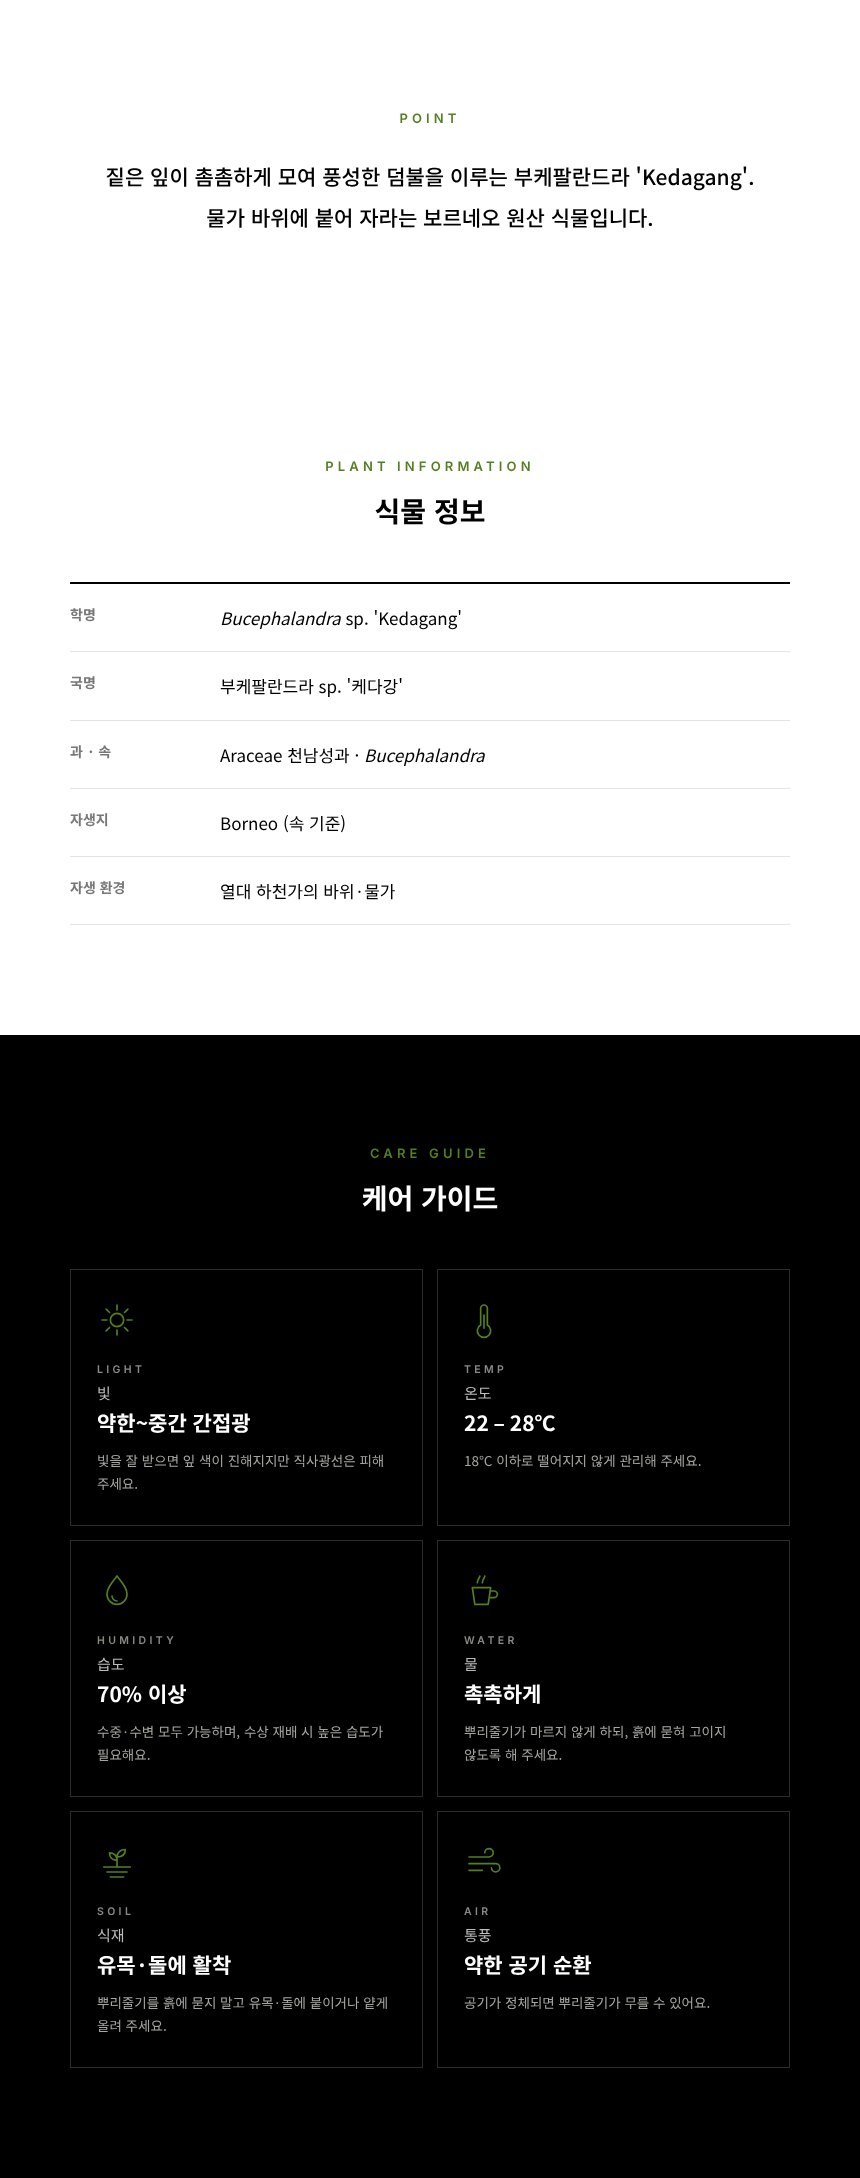 POINT
짙은 잎이 촘촘하게 모여 풍성한 덤불을 이루는 부케팔란드라 'Kedagang'.
물가 바위에 붙어 자라는 보르네오 원산 식물입니다.
PLANT INFORMATION
식물 정보
학명 Bucephalandra sp. 'Kedagang'
국명 부케팔란드라 sp. '케다강'
과 · 속 Araceae 천남성과 · Bucephalandra
자생지 Borneo (속 기준)
자생 환경 열대 하천가의 바위·물가
CARE GUIDE
케어 가이드
LIGHT
빛
약한~중간 간접광
빛을 잘 받으면 잎 색이 진해지지만 직사광선은 피해
주세요.
TEMP
온도
22 – 28°C
18°C 이하로 떨어지지 않게 관리해 주세요.
HUMIDITY
습도
70% 이상
수중·수변 모두 가능하며, 수상 재배 시 높은 습도가
필요해요.
WATER
물
촉촉하게
뿌리줄기가 마르지 않게 하되, 흙에 묻혀 고이지
않도록 해 주세요.
SOIL
식재
유목·돌에 활착
뿌리줄기를 흙에 묻지 말고 유목·돌에 붙이거나 얕게
올려 주세요.
AIR
통풍
약한 공기 순환
공기가 정체되면 뿌리줄기가 무를 수 있어요.